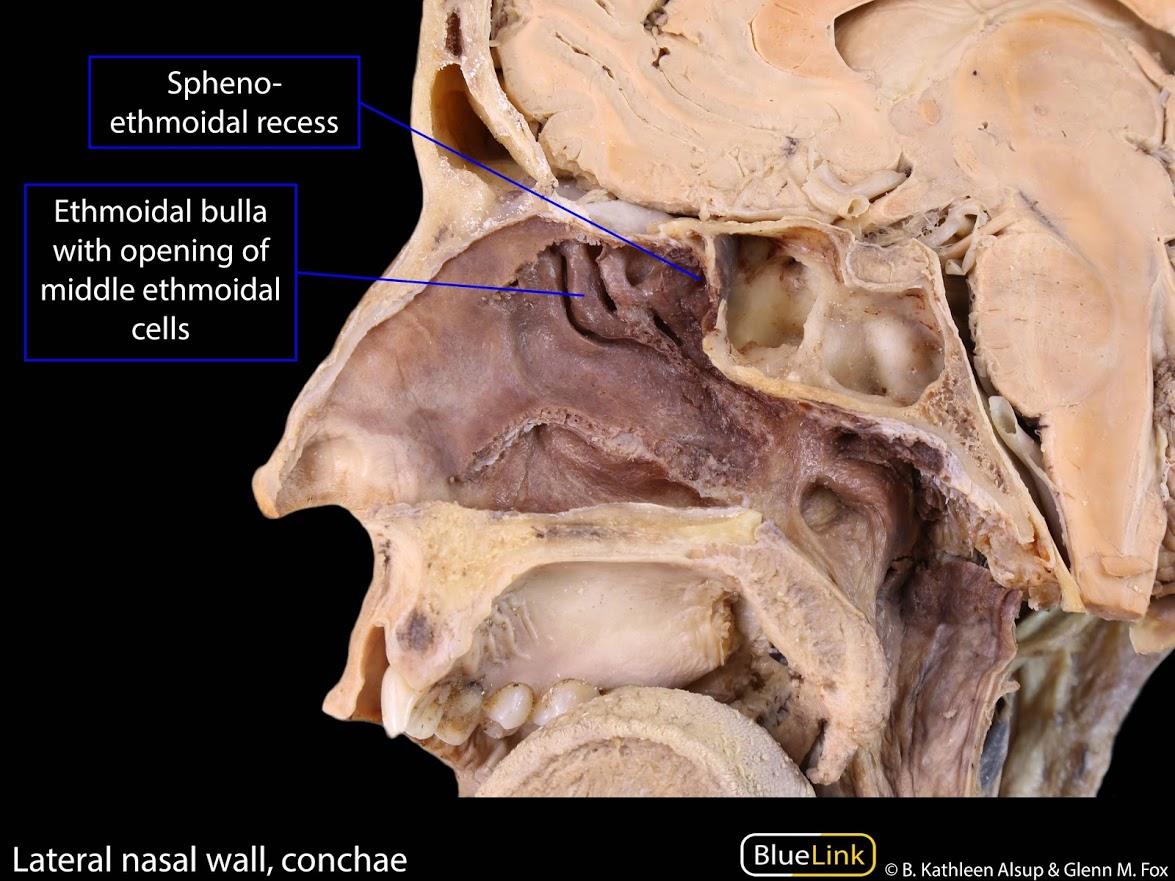 Spheno-
ethmoidal recess
Ethmoidal bulla
with opening of
middle ethmoidal
cells
Lateral nasal wall, conchae
BlueLink
© B. Kathleen Alsup & Glenn M. Fox